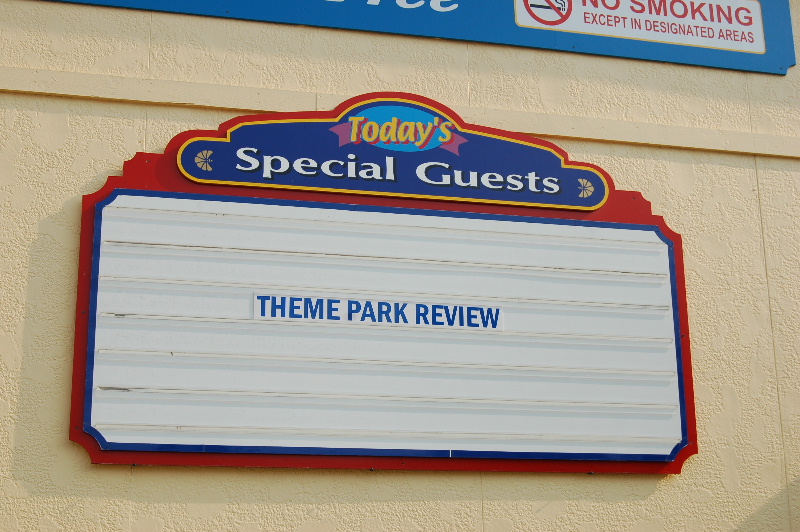 NO SMOKING
EXCEPT IN DESIGNATED AREAS
Today's
Special Guests
THEME PARK REVIEW